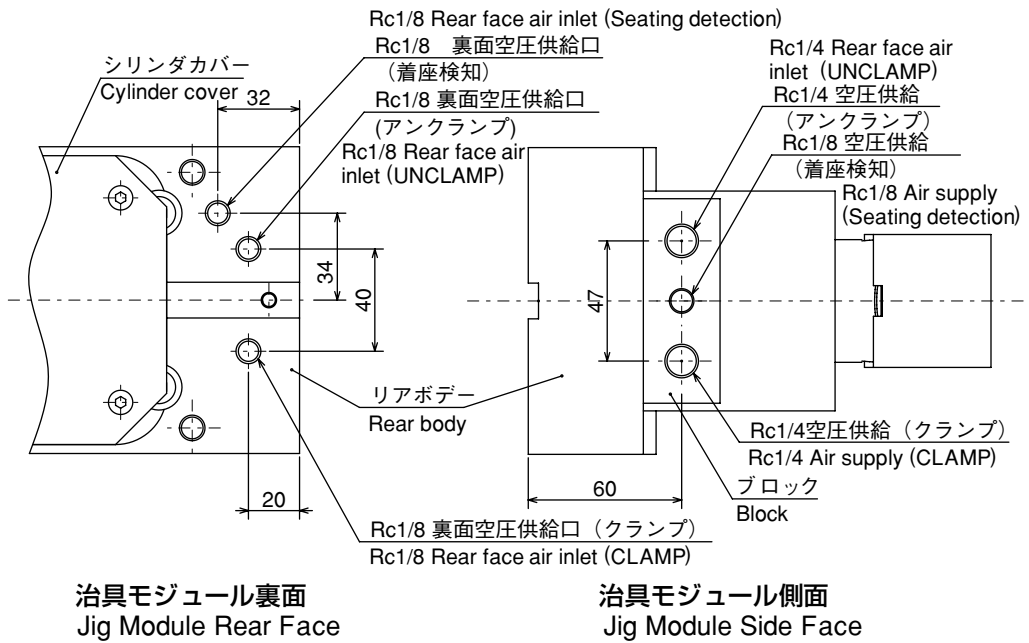 Rc1/8 Rear face air inlet (Seating detection)
Rc1/8　裏面空圧供給口
（着座検知）
シリンダカバー
Cylinder cover
32
Rc1/8 裏面空圧供給口
(アンクランプ)
Rc1/8 Rear face air
inlet (UNCLAMP)
34
40
20
リアボデー
Rear body
Rc1/8 裏面空圧供給口（クランプ）
Rc1/8 Rear face air inlet (CLAMP)
治具モジュール裏面
Jig Module Rear Face
Rc1/4 Rear face air
inlet (UNCLAMP)
Rc1/4 空圧供給
（アンクランプ）
Rc1/8 空圧供給
（着座検知）
Rc1/8 Air supply
(Seating detection)
47
60
Rc1/4空圧供給（クランプ）
Rc1/4 Air supply (CLAMP)
ブロック
Block
治具モジュール側面
Jig Module Side Face